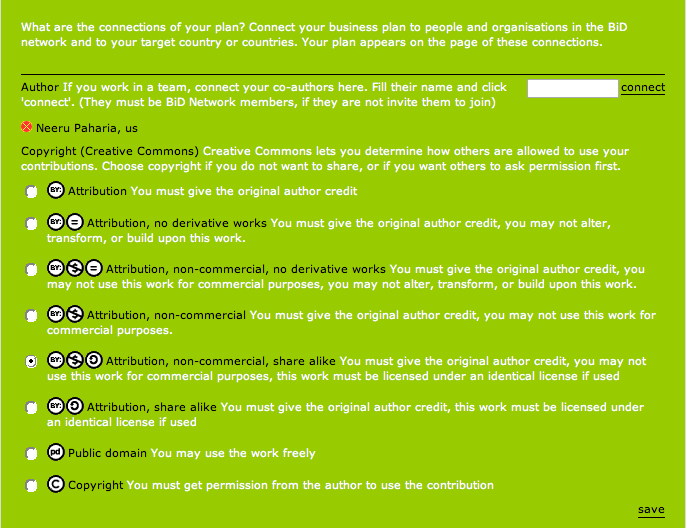 What are the connections of your plan? Connect your business plan to people and organisations in the BiD
network and to your target country or countries. Your plan appears on the page of these connections.
Author If you work in a team, connect your co-authors here. Fill their name and click
'connect'. (They must be BiD Network members, if they are not invite them to join)
connect
Neeru Paharia, us
Copyright (Creative Commons) Creative Commons lets you determine how others are allowed to use your
contributions. Choose copyright if you do not want to share, or if you want others to ask permission first.
BY: Attribution You must give the original author credit
BY: = Attribution, no derivative works You must give the original author credit, you may not alter,
transform, or build upon this work.
BY: $ = Attribution, non-commercial, no derivative works You must give the original author credit, you
may not use this work for commercial purposes, you may not alter, transform, or build upon this work.
BY: $ Attribution, non-commercial You must give the original author credit, you may not use this work for
commercial purposes.
BY: $ Attribution, non-commercial, share alike You must give the original author credit, you may not
use this work for commercial purposes, this work must be licensed under an identical license if used
BY: Attribution, share alike You must give the original author credit, this work must be licensed under
an identical license if used
pd Public domain You may use the work freely
C Copyright You must get permission from the author to use the contribution
save